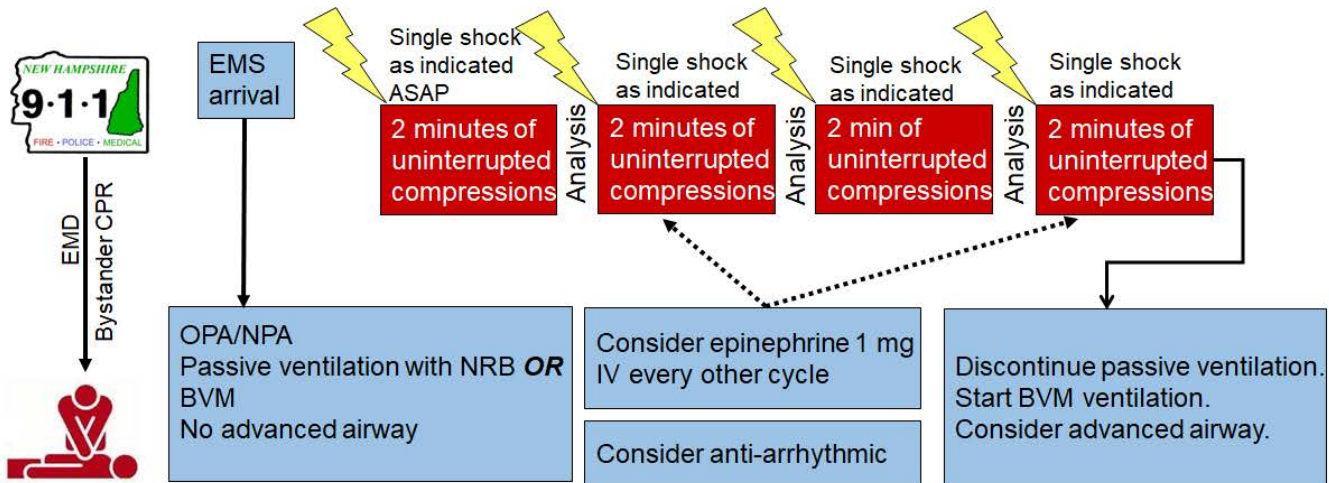 NEW HAMPSHIRE
9·1·1
FIRE • POLICE • MEDICAL
EMD
Bystander CPR
EMS
arrival
Single shock
as indicated
ASAP
2 minutes of
uninterrupted
compressions
Analysis
Single shock
as indicated
2 minutes of
uninterrupted
compressions
Analysis
Single shock
as indicated
2 min of
uninterrupted
compressions
Analysis
Single shock
as indicated
2 minutes of
uninterrupted
compressions
OPA/NPA
Passive ventilation with NRB OR
BVM
No advanced airway
Consider epinephrine 1 mg
IV every other cycle
Consider anti-arrhythmic
Discontinue passive ventilation.
Start BVM ventilation.
Consider advanced airway.